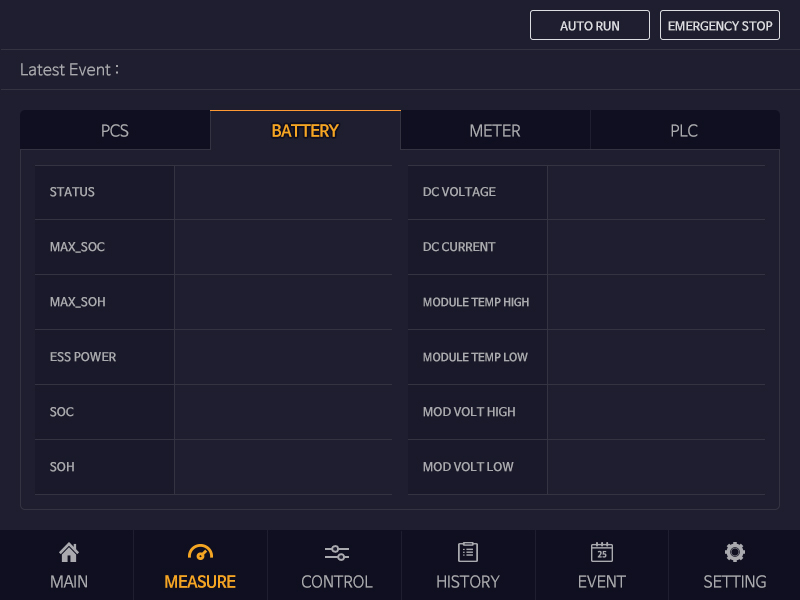 AUTO RUN
EMERGENCY STOP
Latest Event :
PCS
BATTERY
METER
PLC
STATUS
DC VOLTAGE
MAX_SOC
DC CURRENT
MAX_SOH
MODULE TEMP HIGH
ESS POWER
MODULE TEMP LOW
SOC
MOD VOLT HIGH
SOH
MOD VOLT LOW
25
MAIN
MEASURE
CONTROL
HISTORY
EVENT
SETTING